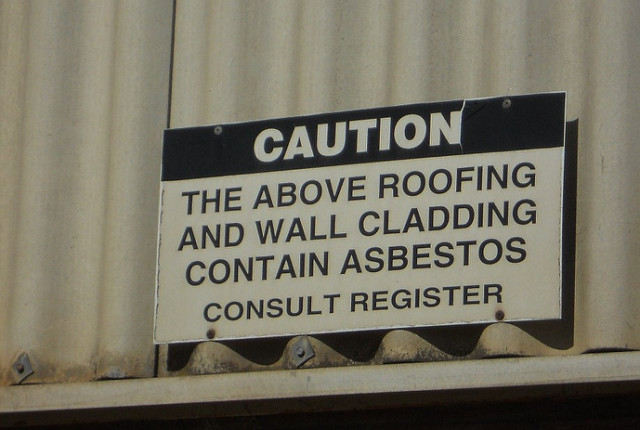 CAUTION
THE ABOVE ROOFING
AND WALL CLADDING
CONTAIN ASBESTOS
CONSULT REGISTER